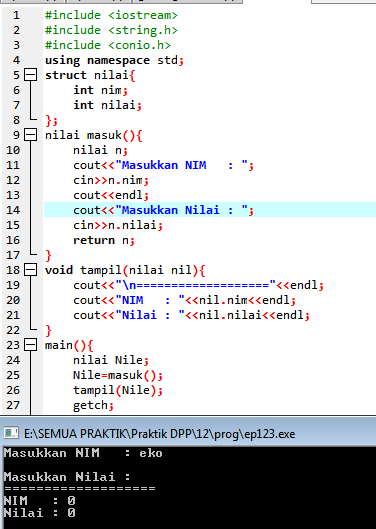 1 #include <iostream>
2 #include <string.h>
3 #include <conio.h>
4 using namespace std;
5 struct nilai{
6 int nim;
7 int nilai;
8 };
9 nilai masuk(){
10 nilai n;
11 cout<<"Masukkan NIM   : ";
12 cin>>n.nim;
13 cout<<endl;
14 cout<<"Masukkan Nilai : ";
15 cin>>n.nilai;
16 return n;
17 }
18 void tampil(nilai nil){
19 cout<<"\n==================="<<endl;
20 cout<<"NIM   : "<<nil.nim<<endl;
21 cout<<"Nilai : "<<nil.nilai<<endl;
22 }
23 main(){
24 nilai Nile;
25 Nile=masuk();
26 tampil(Nile);
27 getch;
E:\SEMUA PRAKTIK\Praktik DPP\12\prog\ep123.exe
Masukkan NIM   : eko
Masukkan Nilai :
===================
NIM   : 0
Nilai : 0